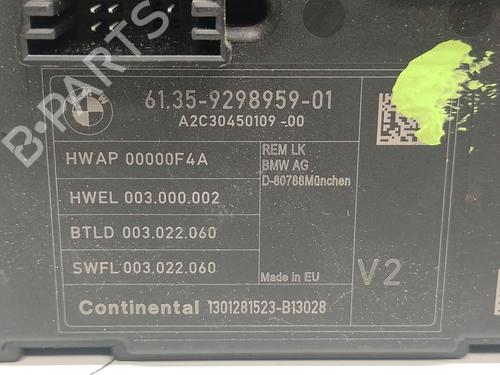 B-PARTS
BMW
61.35-9298959-01
A2C30450109-00
HWAP 00000F4A
HWEL 003.000.002
BTLD 003.022.060
SWFL 003.022.060
REM LK
BMW AG
D-80788München
Made in EU
V2
Continental 1301281523-B13028